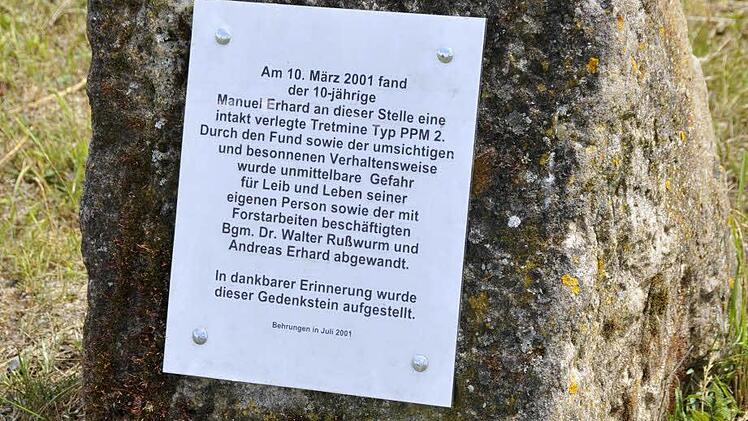 Am 10. März 2001 fand
der 10-jährige
Manuel Erhard an dieser Stelle eine
intakt verlegte Tretmine Typ PPM 2.
Durch den Fund sowie der umsichtigen
und besonnenen Verhaltensweise
wurde unmittelbare Gefahr
für Leib und Leben seiner
eigenen Person sowie der mit
Forstarbeiten beschäftigten
Bgm. Dr. Walter Rußwurm und
Andreas Erhard abgewandt.
In dankbarer Erinnerung wurde
dieser Gedenkstein aufgestellt.
Behrungen in Juli 2001